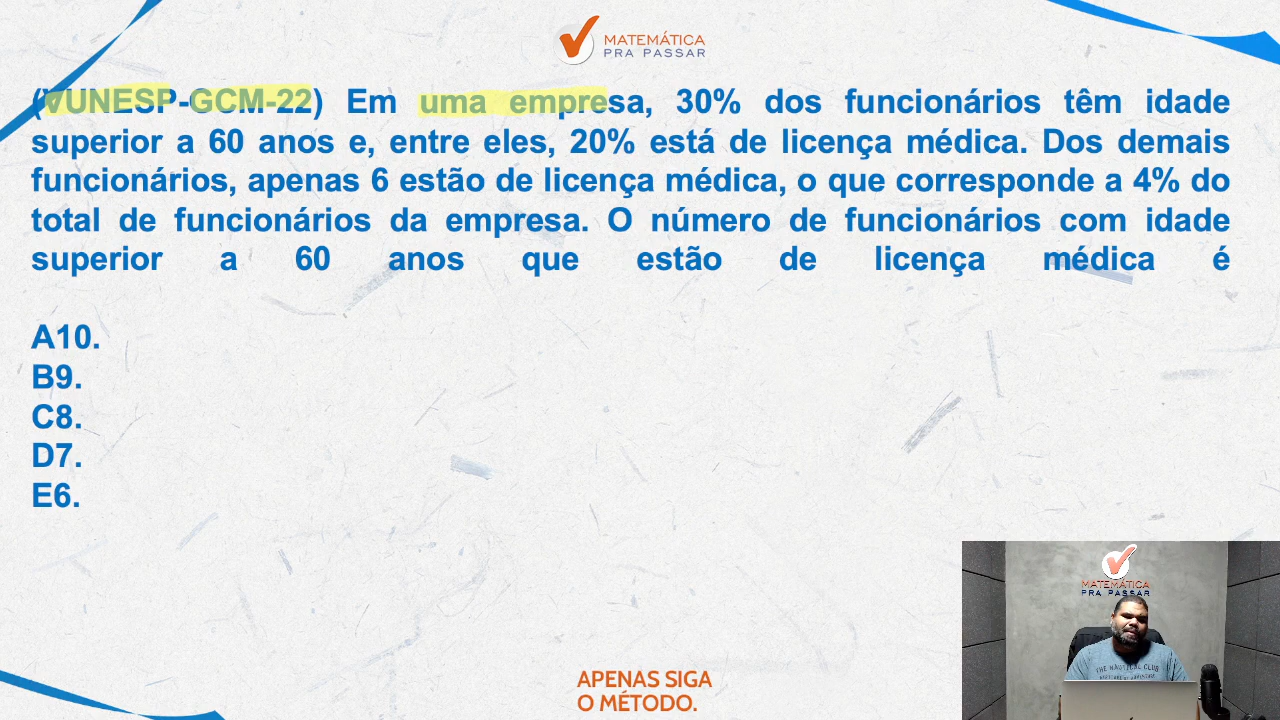 MATEMÁTICA
PRA PASSAR
(VUNESP-GCM-22) Em uma empresa, 30% dos funcionários têm idade
superior a 60 anos e, entre eles, 20% está de licença médica. Dos demais
funcionários, apenas 6 estão de licença médica, o que corresponde a 4% do
total de funcionários da empresa. O número de funcionários com idade
superior a 60 anos que estão de licença médica é
A10.
B9.
C8.
D7.
E6.
MATEMÁTICA
PRA PASSAR
THE NAUTICAL CLUB
APENAS SIGA
O MÉTODO.